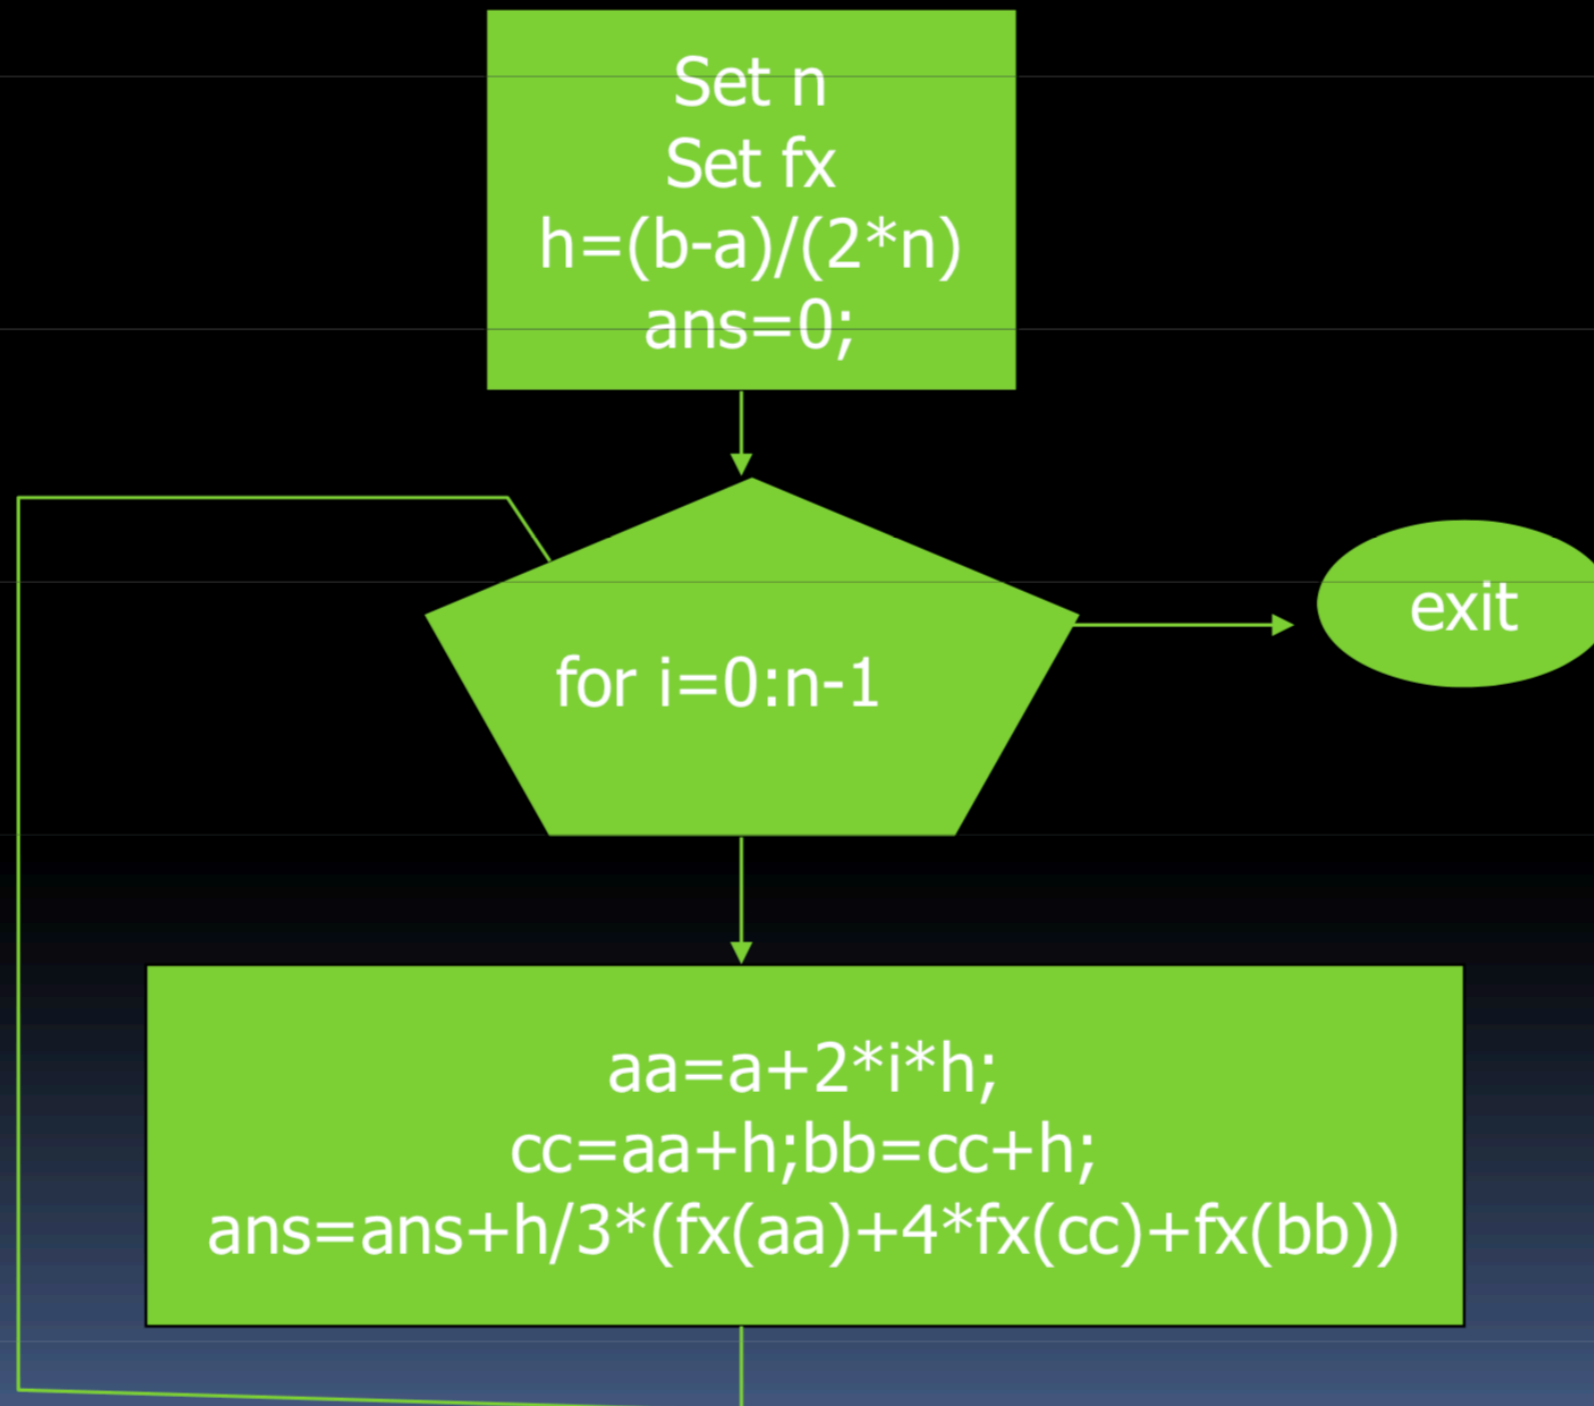 Set n
Set fx
h=(b-a)/(2*n)
ans=0;
for i=0:n-1
exit
aa=a+2*i*h;
cc=aa+h;bb=cc+h;
ans=ans+h/3*(fx(aa)+4*fx(cc)+fx(bb))